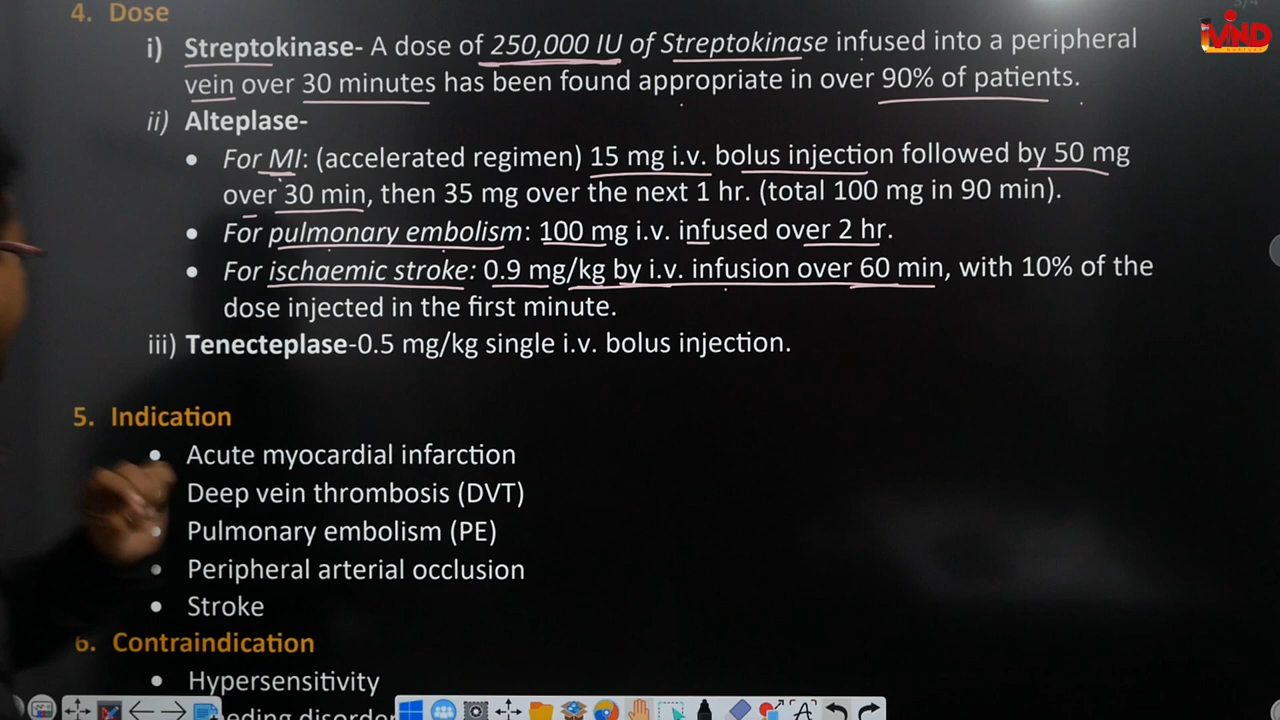 4. Dose
i) Streptokinase- A dose of 250,000 IU of Streptokinase infused into a peripheral
vein over 30 minutes has been found appropriate in over 90% of patients.
ii) Alteplase-
• For MI: (accelerated regimen) 15 mg i.v. bolus injection followed by 50 mg
over 30 min, then 35 mg over the next 1 hr. (total 100 mg in 90 min).
• For pulmonary embolism: 100 mg i.v. infused over 2 hr.
• For ischaemic stroke: 0.9 mg/kg by i.v. infusion over 60 min, with 10% of the
dose injected in the first minute.
iii) Tenecteplase-0.5 mg/kg single i.v. bolus injection.
5. Indication
• Acute myocardial infarction
Deep vein thrombosis (DVT)
• Pulmonary embolism (PE)
• Peripheral arterial occlusion
• Stroke
6. Contraindication
• Hypersensitivity